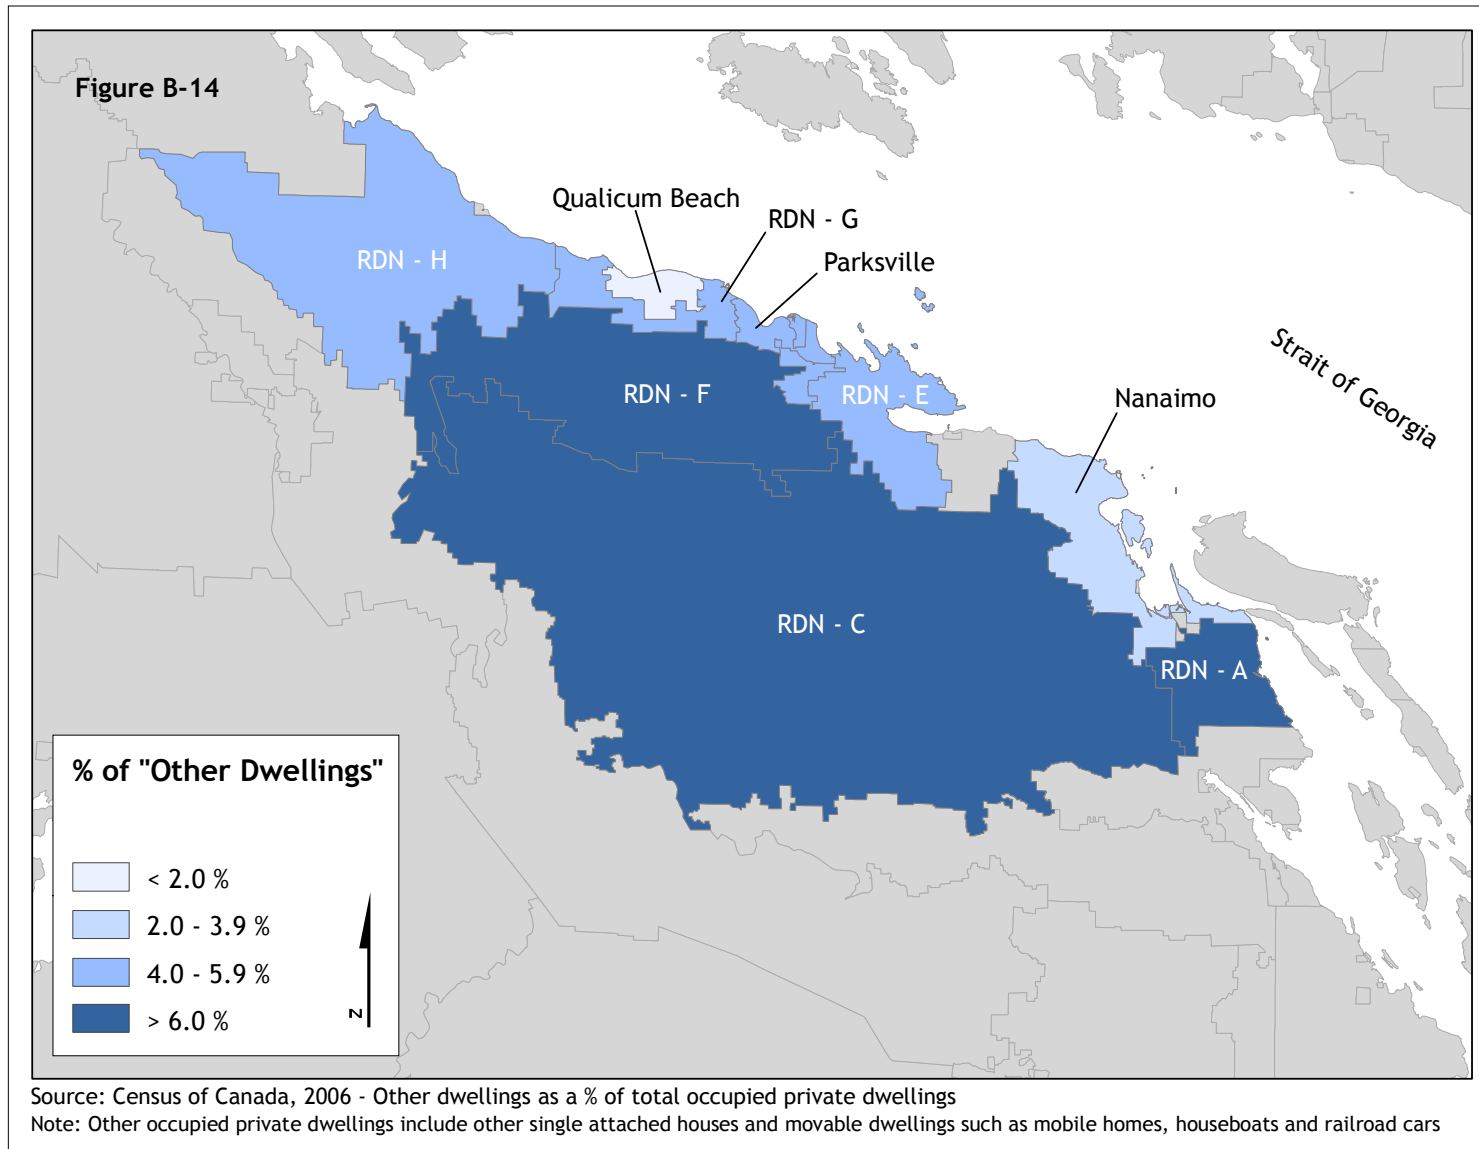 Figure B-14
Qualicum Beach
RDN - G
Parksville
RDN - H
RDN - F
RDN - E
Nanaimo
Strait of Georgia
RDN - C
RDN - A
% of "Other Dwellings"
< 2.0 %
2.0 - 3.9 %
4.0 - 5.9 %
> 6.0 %
N
Source: Census of Canada, 2006 - Other dwellings as a % of total occupied private dwellings
Note: Other occupied private dwellings include other single attached houses and movable dwellings such as mobile homes, houseboats and railroad cars